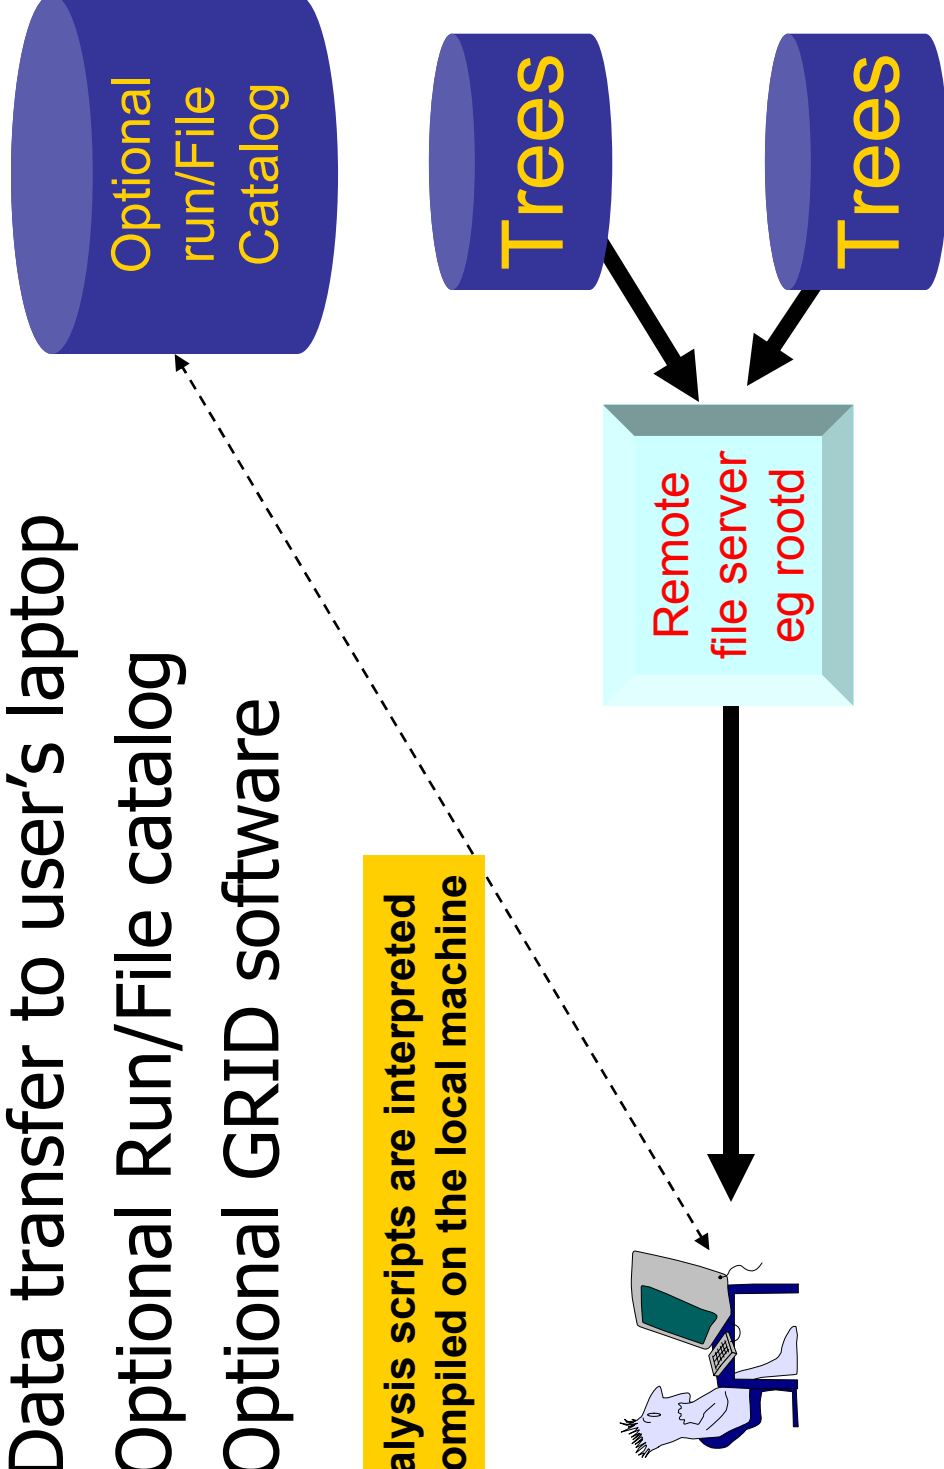 Data transfer to user’s laptop
Optional Run/File catalog
Optional GRID software
alysis scripts are interpreted
ompiled on the local machine
Optional
run/File
Catalog
Trees
Trees
Remote
file server
eg rootd